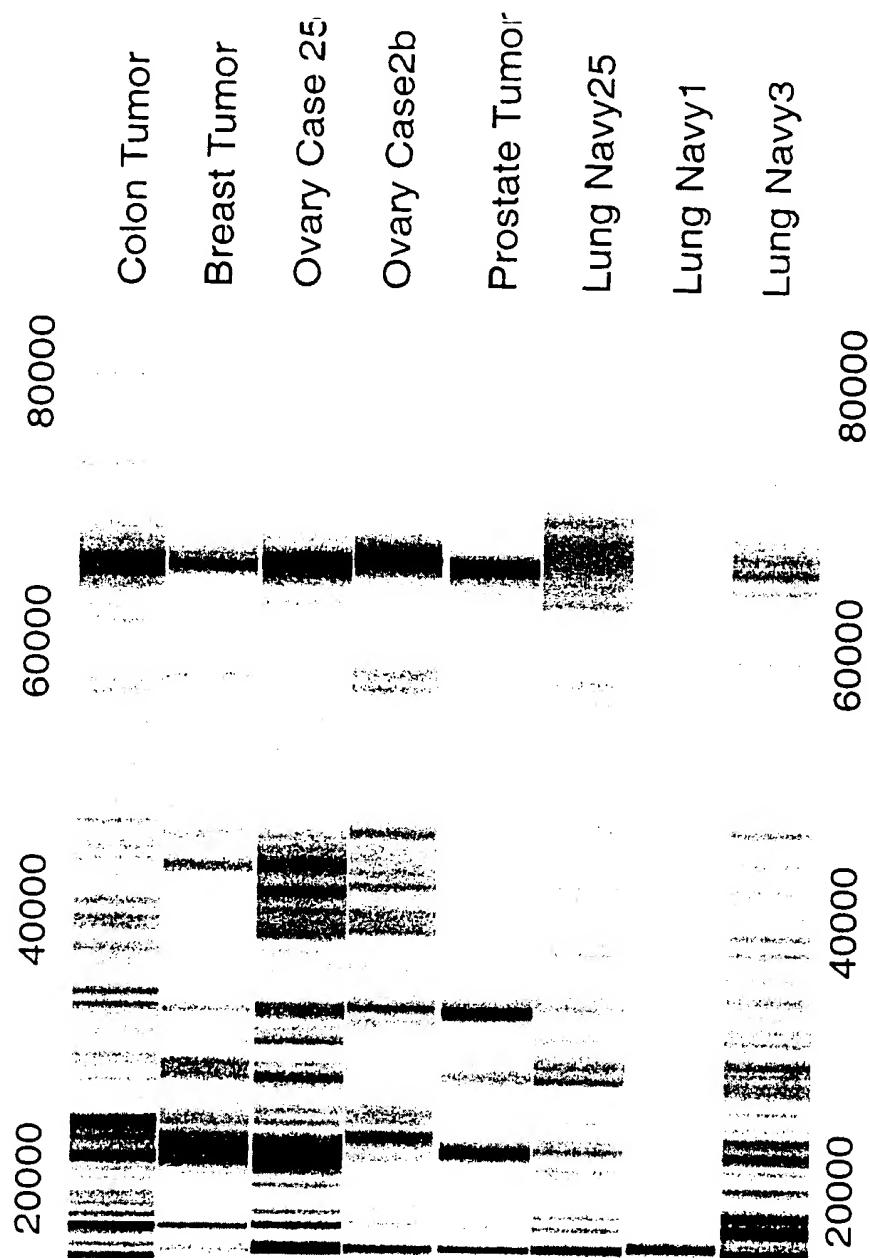 Colon Tumor
Breast Tumor
Ovary Case 25
Ovary Case2b
Prostate Tumor
Lung Navy25
Lung Navy1
Lung Navy3
80000
60000
40000
20000
80000
60000
40000
20000